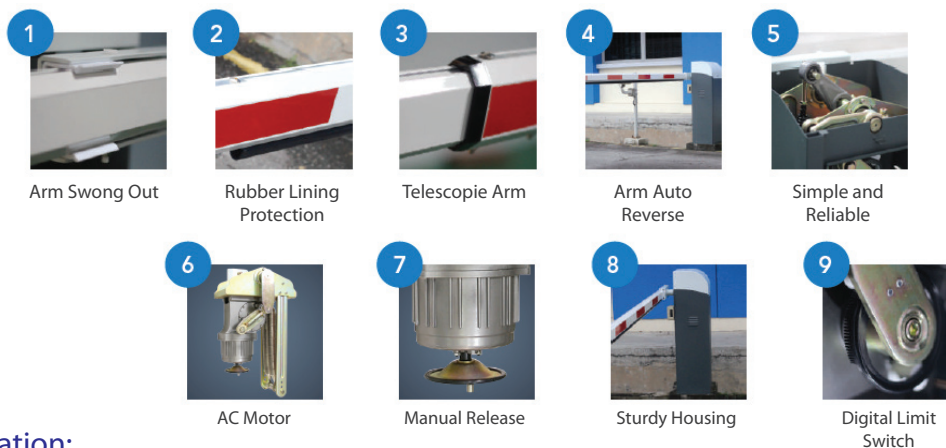 1
2
3
4
5
Arm Swong Out
Rubber Lining
Protection
Telescopie Arm
Arm Auto
Reverse
Simple and
Reliable
6
7
8
9
AC Motor
Manual Release
Sturdy Housing
Digital Limit
Switch
ation: